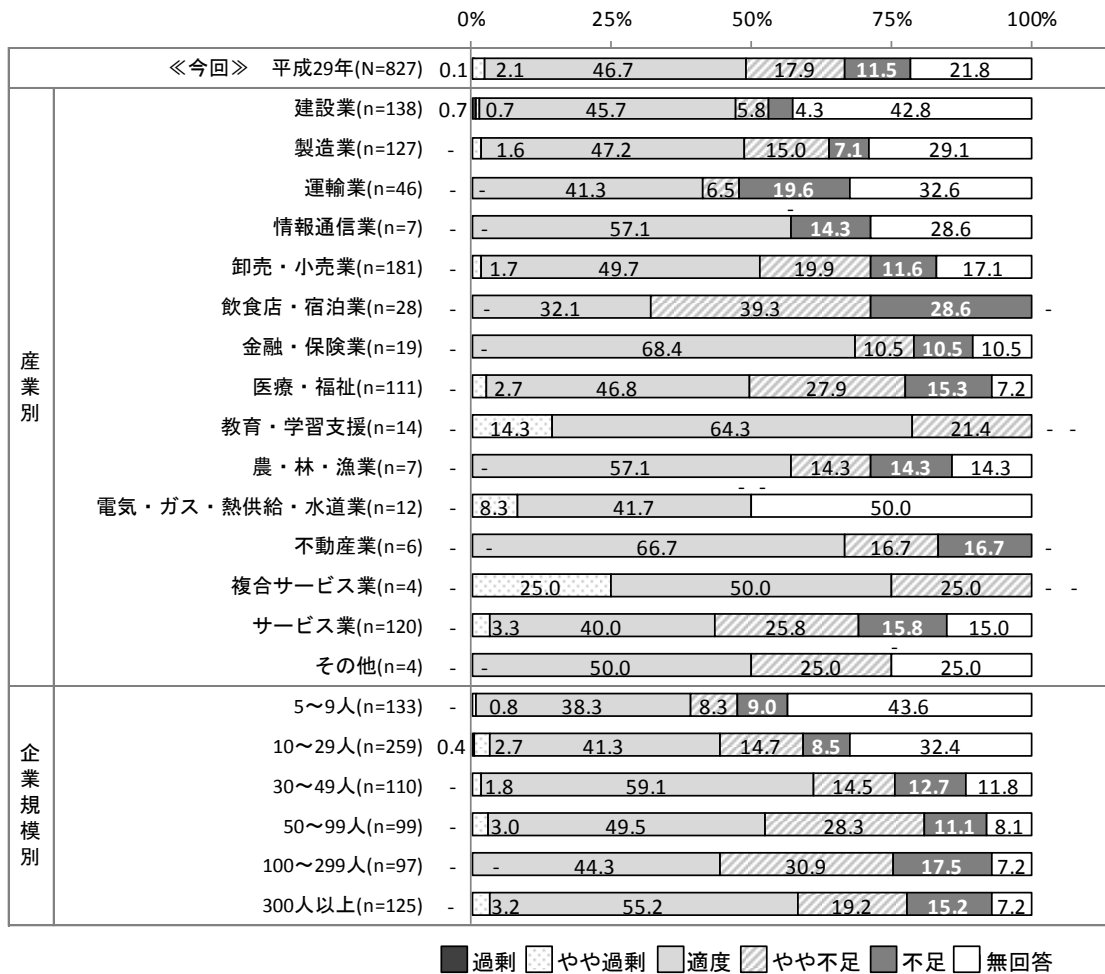 0% 25% 50% 75% 100%
≪今回≫ 平成29年(N=827) 0.1 2.1 46.7 17.9 11.5 21.8
産業別
建設業(n=138) 0.7 0.7 45.7 5.8 4.3 42.8
製造業(n=127) - 1.6 47.2 15.0 7.1 29.1
運輸業(n=46) - - 41.3 6.5 19.6 32.6
情報通信業(n=7) - - 57.1 - 14.3 28.6
卸売・小売業(n=181) - 1.7 49.7 19.9 11.6 17.1
飲食店・宿泊業(n=28) - - 32.1 39.3 28.6 -
金融・保険業(n=19) - - 68.4 10.5 10.5 10.5
医療・福祉(n=111) - 2.7 46.8 27.9 15.3 7.2
教育・学習支援(n=14) - 14.3 64.3 21.4 - -
農・林・漁業(n=7) - - 57.1 14.3 14.3 14.3
電気・ガス・熱供給・水道業(n=12) - 8.3 41.7 - - 50.0
不動産業(n=6) - - 66.7 16.7 16.7 -
複合サービス業(n=4) - 25.0 50.0 25.0 - -
サービス業(n=120) - 3.3 40.0 25.8 15.8 15.0
その他(n=4) - - 50.0 25.0 - 25.0
企業規模別
5～9人(n=133) - 0.8 38.3 8.3 9.0 43.6
10～29人(n=259) 0.4 2.7 41.3 14.7 8.5 32.4
30～49人(n=110) - 1.8 59.1 14.5 12.7 11.8
50～99人(n=99) - 3.0 49.5 28.3 11.1 8.1
100～299人(n=97) - - 44.3 30.9 17.5 7.2
300人以上(n=125) - 3.2 55.2 19.2 15.2 7.2
過剰 やや過剰 適度 やや不足 不足 無回答